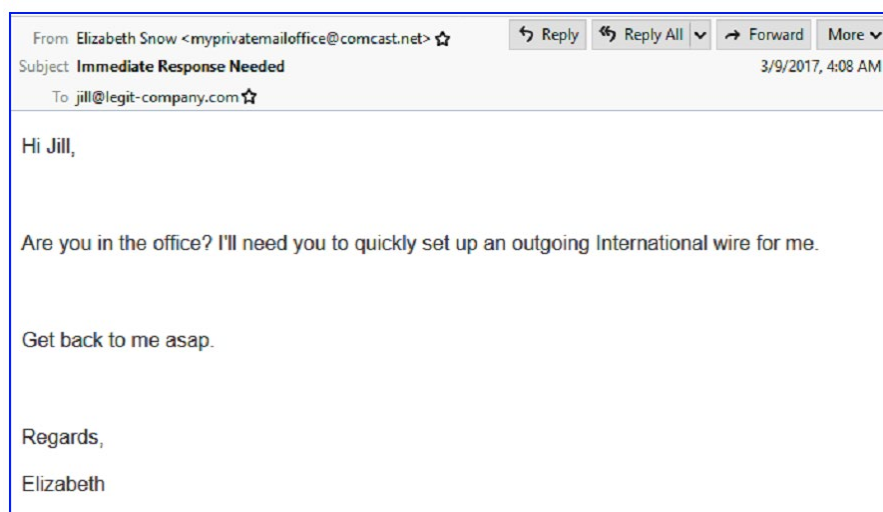 From Elizabeth Snow <myprivatemailoffice@comcast.net> Reply Reply All Forward More
Subject Immediate Response Needed 3/9/2017, 4:08 AM
To jill@legit-company.com
Hi Jill,
Are you in the office? I'll need you to quickly set up an outgoing International wire for me.
Get back to me asap.
Regards,
Elizabeth